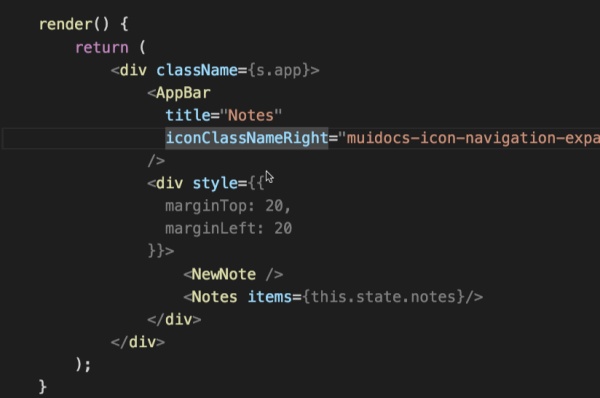 render() {
return (
<div className={s.app}>
<AppBar
title="Notes"
iconClassNameRight="muidocs-icon-navigation-expa
/>
<div style={{
marginTop: 20,
marginLeft: 20
}}>
<NewNote />
<Notes items={this.state.notes}/>
</div>
</div>
);
}